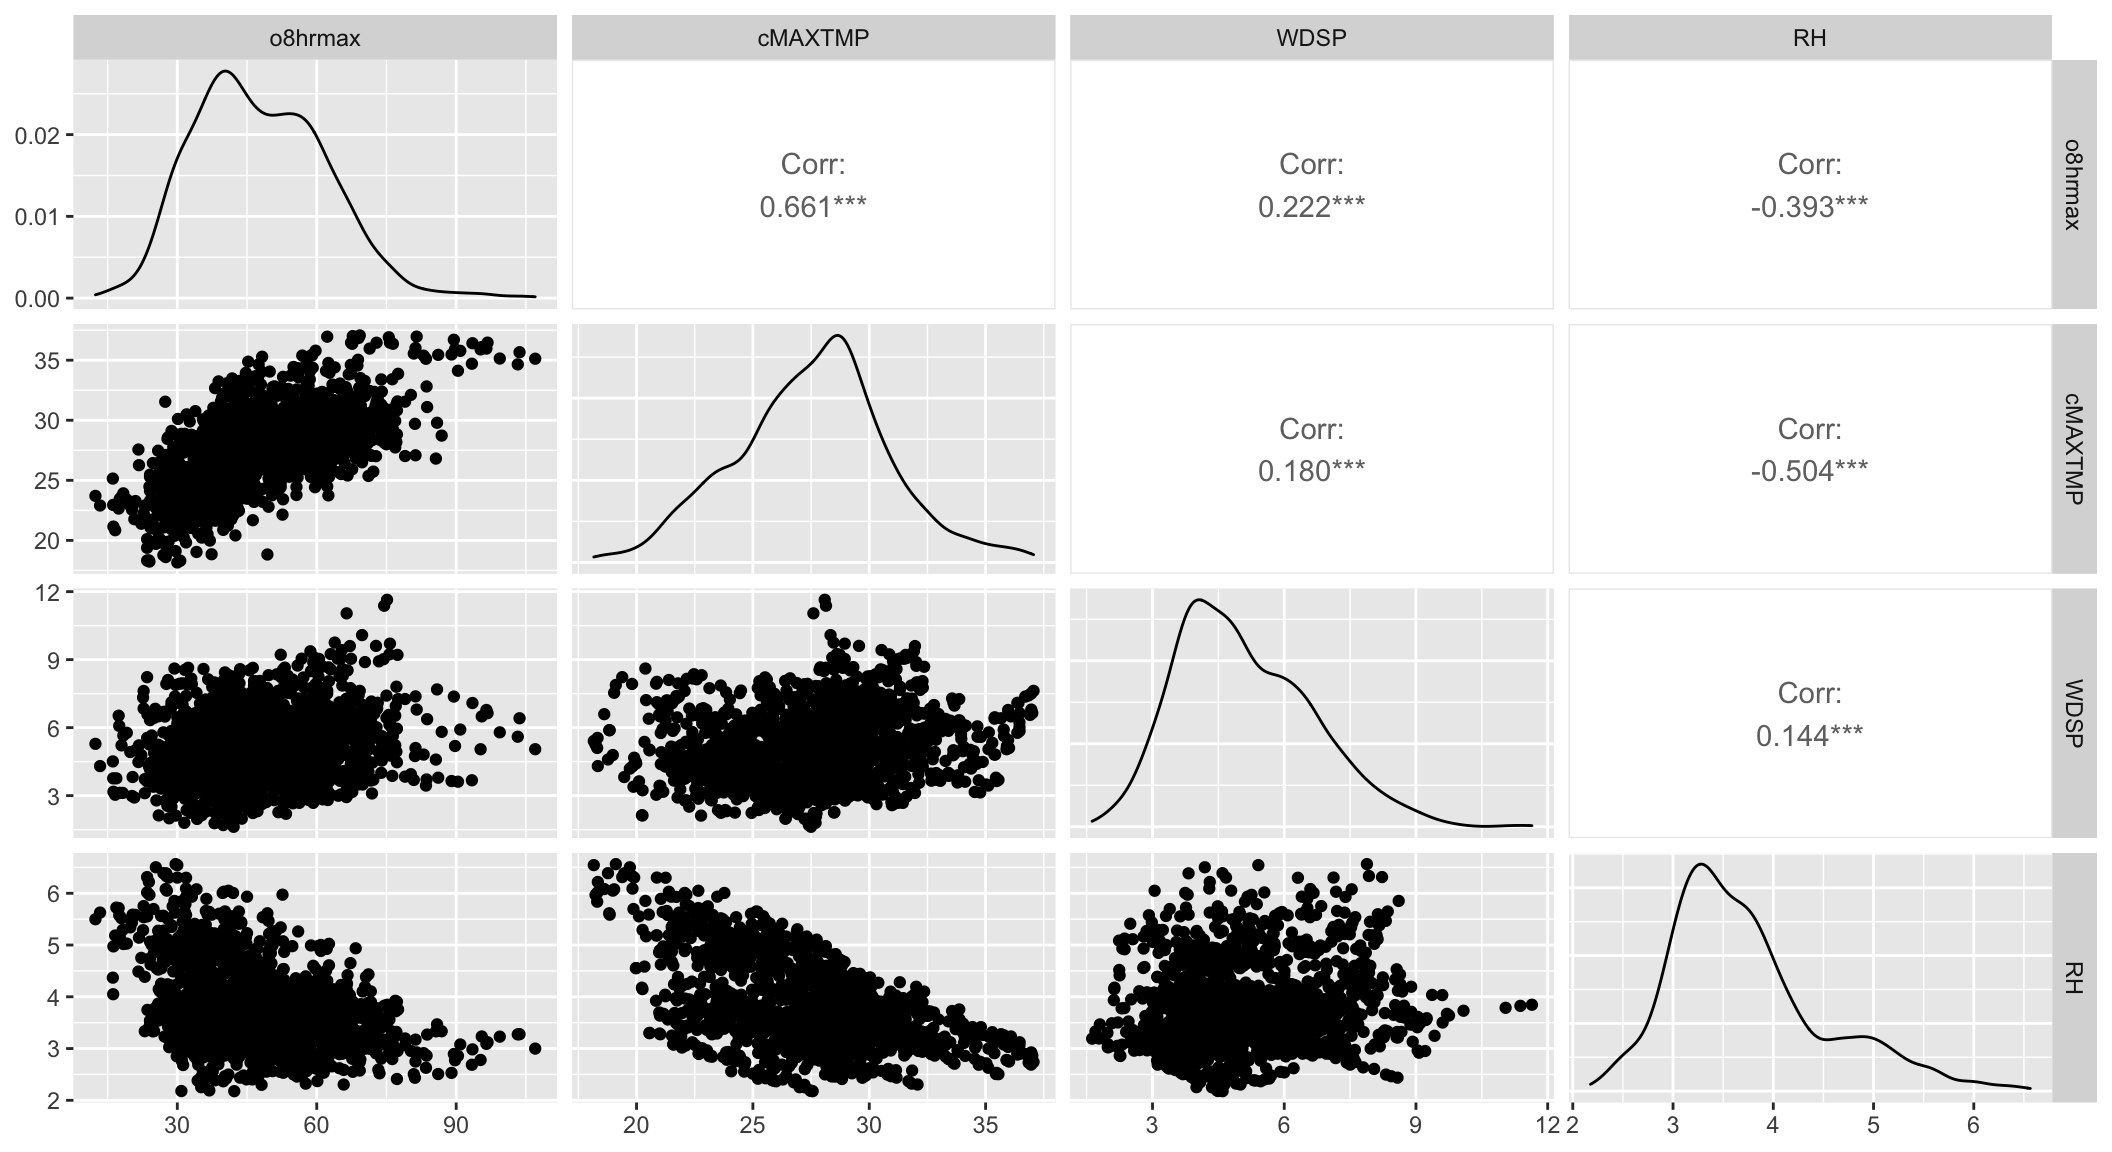 o8hrmax cMAXTMP WDSP RH
0.02
0.01
0.00
Corr:
0.661***
Corr:
0.222***
Corr:
-0.393***
o8hrmax
35
30
25
20
Corr:
0.180***
Corr:
-0.504***
cMAXTMP
12
9
6
3
Corr:
0.144***
WDSP
6
5
4
3
2
RH
30 60 90 20 25 30 35 3 6 9 12 2 3 4 5 6